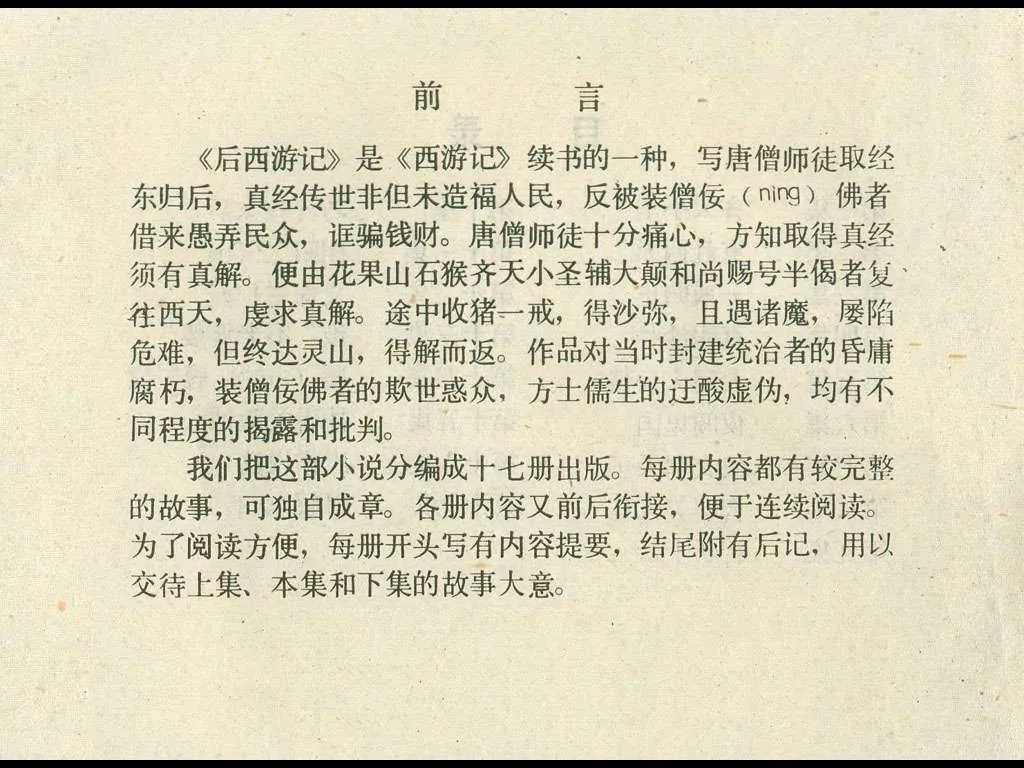 前言
《后西游记》是《西游记》续书的一种，写唐僧师徒取经
东归后，真经传世非但未造福人民，反被装僧佞（ning）佛者
借来愚弄民众，诓骗钱财。唐僧师徒十分痛心，方知取得真经
须有真解。便由花果山石猴齐天小圣辅大颠和尚赐号半偈者复
往西天，虔求真解。途中收猪一戒，得沙弥，且遇诸魔，屡陷
危难，但终达灵山，得解而返。作品对当时封建统治者的昏庸
腐朽，装僧佞佛者的欺世惑众，方士儒生的迂酸虚伪，均有不
同程度的揭露和批判。
我们把这部小说分编成十七册出版。每册内容都有较完整
的故事，可独自成章。各册内容又前后衔接，便于连续阅读。
为了阅读方便，每册开头写有内容提要，结尾附有后记，用以
交待上集、本集和下集的故事大意。